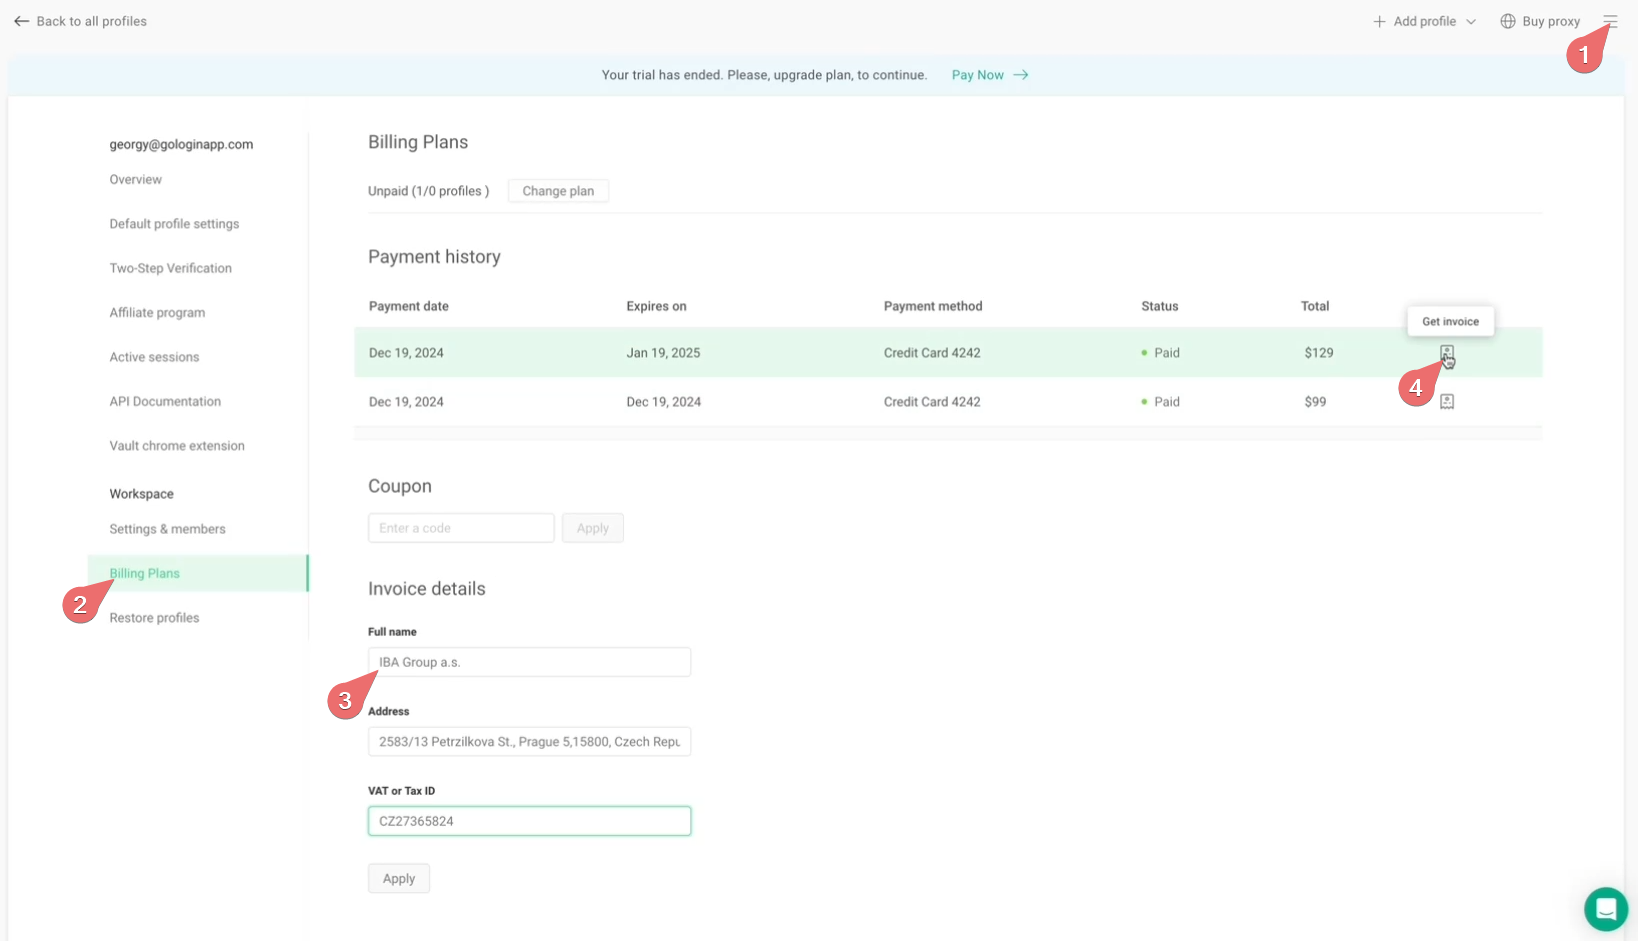 Back to all profiles
Add profile
Buy proxy
1
Your trial has ended. Please, upgrade plan, to continue. Pay Now
georgy@gologinapp.com
Overview
Default profile settings
Two-Step Verification
Affiliate program
Active sessions
API Documentation
Vault chrome extension
Workspace
Settings & members
Billing Plans
2
Restore profiles
Billing Plans
Unpaid (1/0 profiles ) Change plan
Payment history
Payment date Expires on Payment method Status Total
Get invoice
Dec 19, 2024 Jan 19, 2025 Credit Card 4242 Paid $129
4
Dec 19, 2024 Dec 19, 2024 Credit Card 4242 Paid $99
Coupon
Enter a code Apply
Invoice details
Full name
IBA Group a.s.
3
Address
2583/13 Petrzilkova St., Prague 5,15800, Czech Repu
VAT or Tax ID
CZ27365824
Apply